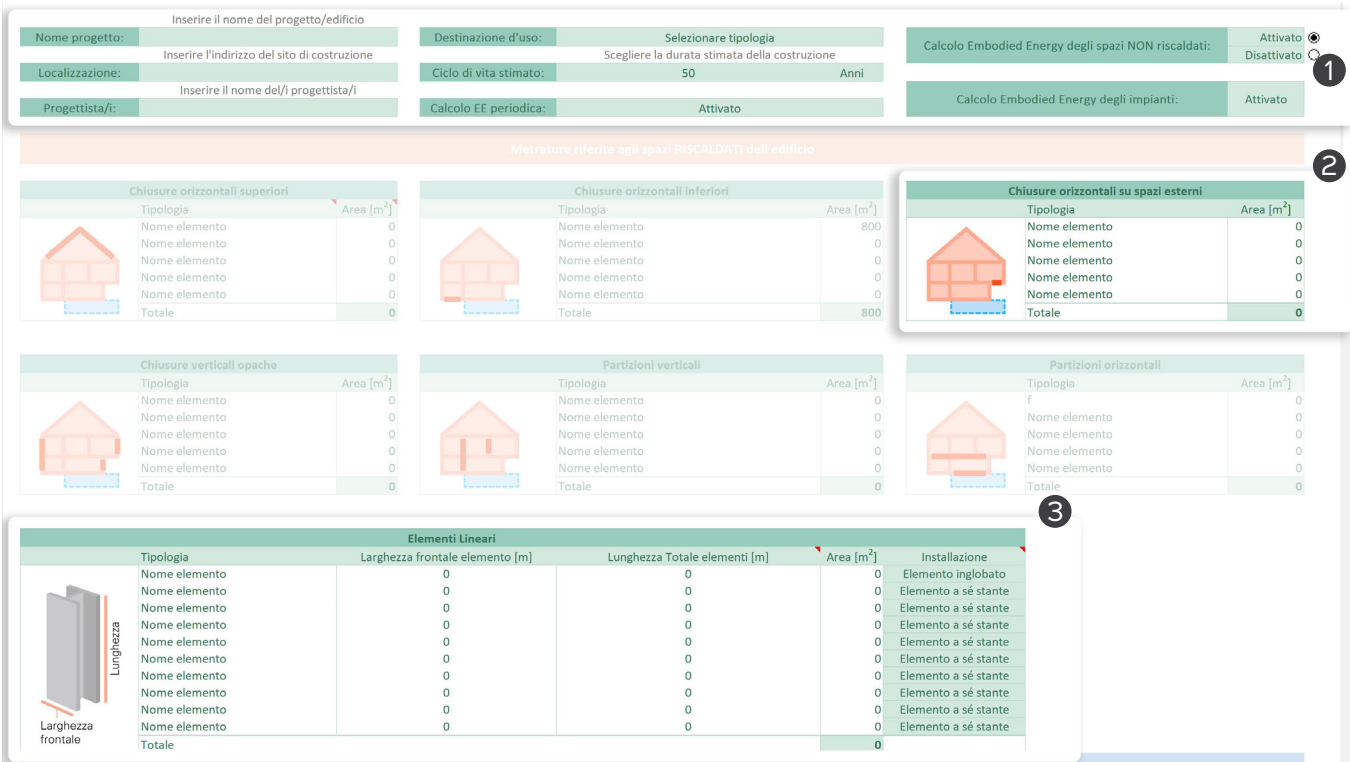 Inserire il nome del progetto/edificio
Nome progetto:
Destinazione d'uso: Selezionare tipologia
Calcolo Embodied Energy degli spazi NON riscaldati: Attivato
Disattivato
1
Inserire l'indirizzo del sito di costruzione
Scegliere la durata stimata della costruzione
Localizzazione:
Ciclo di vita stimato: 50 Anni
Inserire il nome del/i progettista/i
Progettista/i:
Calcolo EE periodica: Attivato
Calcolo Embodied Energy degli impianti: Attivato
Metrature riferite agli spazi RISCALDATI dell'edificio
2
Chiusure orizzontali superiori
Tipologia Area [m²]
Nome elemento 0
Nome elemento 0
Nome elemento 0
Nome elemento 0
Nome elemento 0
Totale 0
Chiusure orizzontali inferiori
Tipologia Area [m²]
Nome elemento 800
Nome elemento 0
Nome elemento 0
Nome elemento 0
Nome elemento 0
Totale 800
Chiusure orizzontali su spazi esterni
Tipologia Area [m²]
Nome elemento 0
Nome elemento 0
Nome elemento 0
Nome elemento 0
Nome elemento 0
Totale 0
Chiusure verticali opache
Tipologia Area [m²]
Nome elemento 0
Nome elemento 0
Nome elemento 0
Nome elemento 0
Nome elemento 0
Totale 0
Partizioni verticali
Tipologia Area [m²]
Nome elemento 0
Nome elemento 0
Nome elemento 0
Nome elemento 0
Nome elemento 0
Totale 0
Partizioni orizzontali
Tipologia Area [m²]
f 0
Nome elemento 0
Nome elemento 0
Nome elemento 0
Nome elemento 0
Totale 0
3
Elementi Lineari
Tipologia Larghezza frontale elemento [m] Lunghezza Totale elementi [m] Area [m²] Installazione
Nome elemento 0 0 0 Elemento inglobato
Nome elemento 0 0 0 Elemento a sé stante
Nome elemento 0 0 0 Elemento a sé stante
Nome elemento 0 0 0 Elemento a sé stante
Nome elemento 0 0 0 Elemento a sé stante
Nome elemento 0 0 0 Elemento a sé stante
Nome elemento 0 0 0 Elemento a sé stante
Nome elemento 0 0 0 Elemento a sé stante
Nome elemento 0 0 0 Elemento a sé stante
Nome elemento 0 0 0 Elemento a sé stante
Totale 0
Lunghezza
Larghezza
frontale